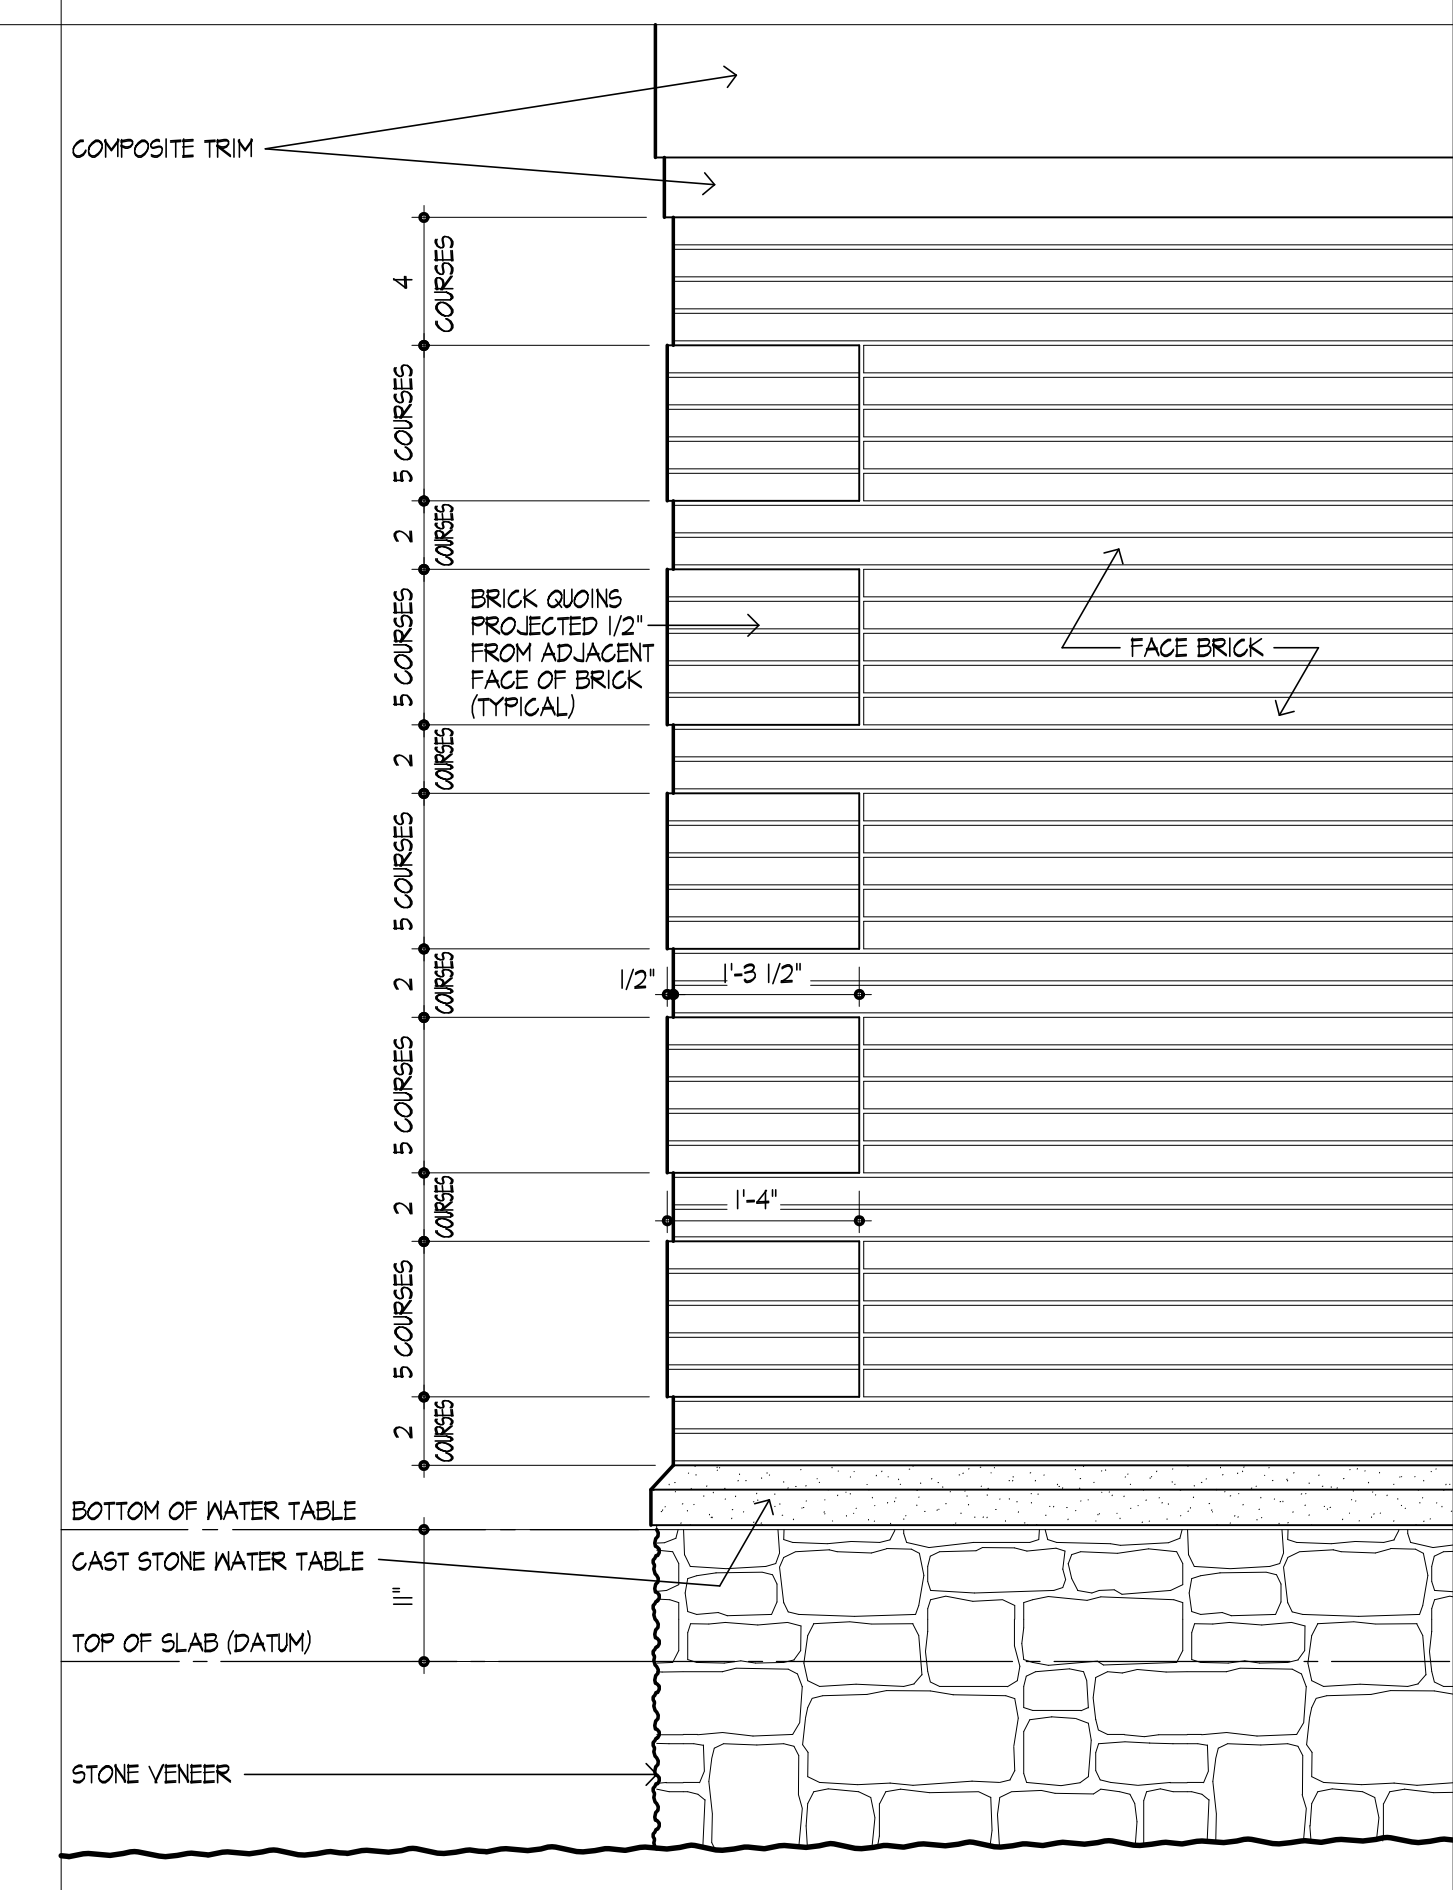 COMPOSITE TRIM
4
COURSES
5 COURSES
2
COURSES
BRICK QUOINS
PROJECTED 1/2"
FROM ADJACENT
FACE OF BRICK
(TYPICAL)
5 COURSES
FACE BRICK
2
COURSES
5 COURSES
2
COURSES
1/2"
1'-3 1/2"
5 COURSES
2
COURSES
1'-4"
5 COURSES
2
COURSES
BOTTOM OF WATER TABLE
CAST STONE WATER TABLE
11"
TOP OF SLAB (DATUM)
STONE VENEER